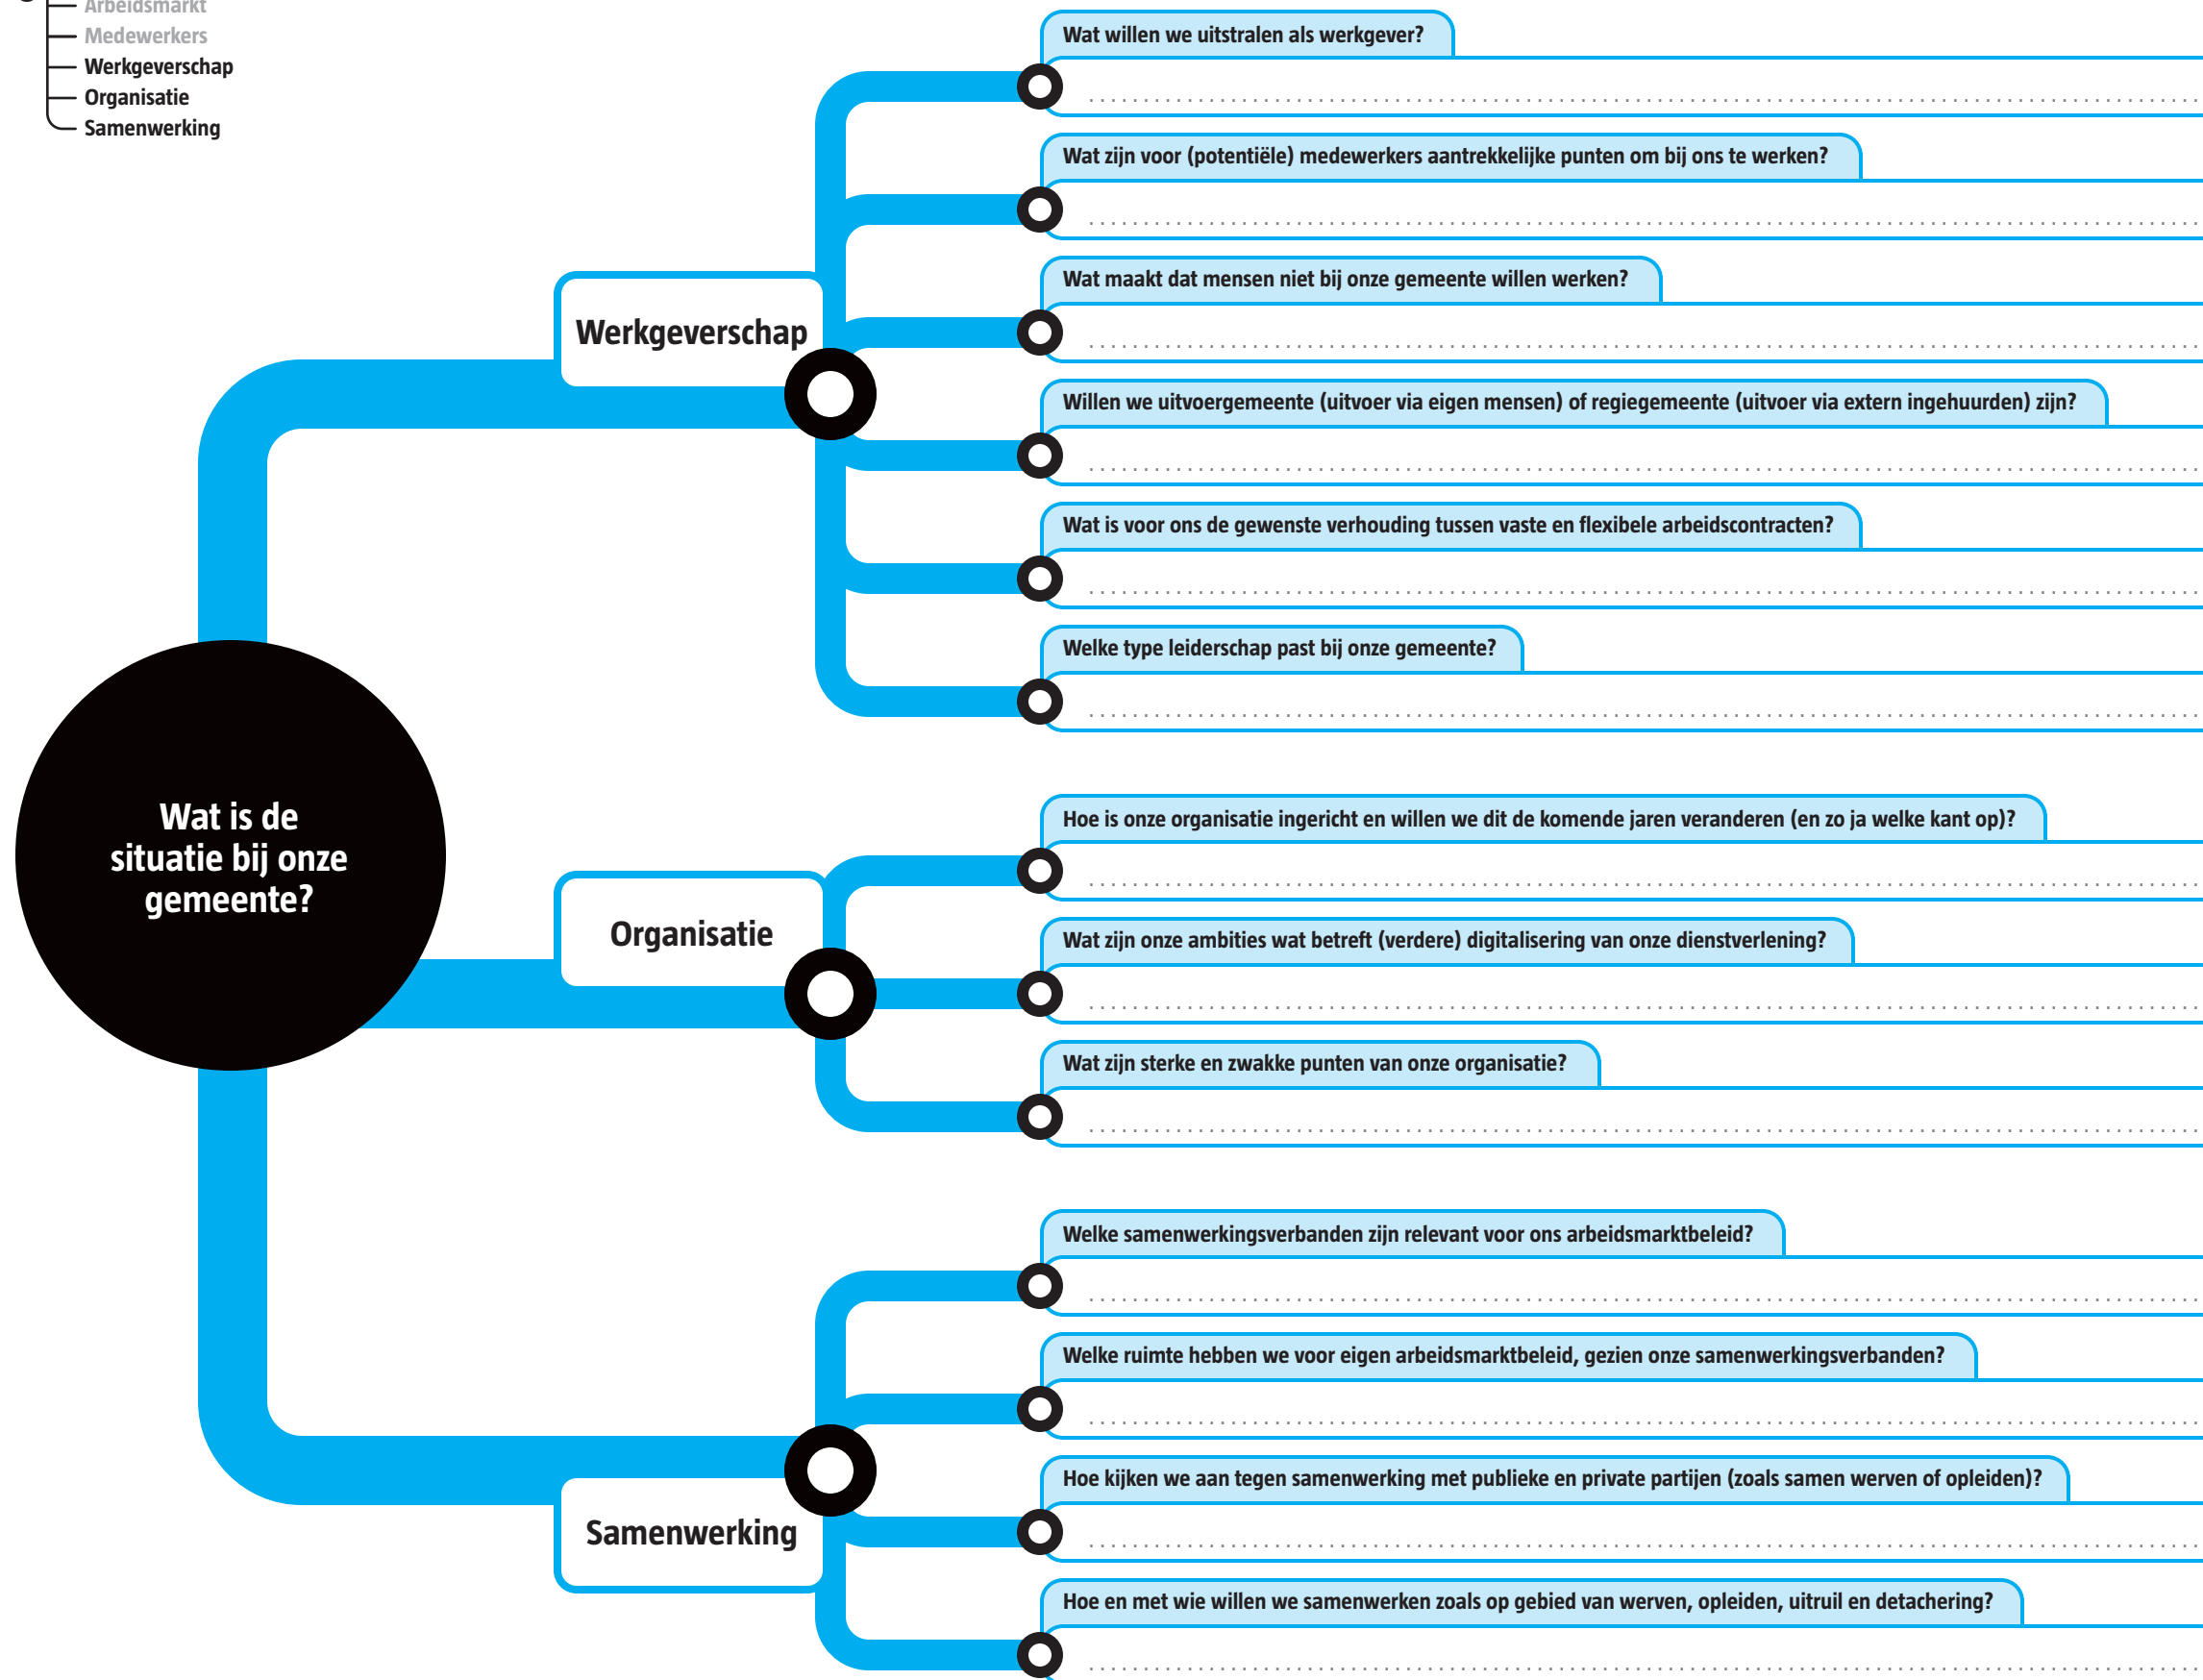 Arbeidsmarkt
Medewerkers
Werkgeverschap
Organisatie
Samenwerking
Wat is de
situatie bij onze
gemeente?
Werkgeverschap
Wat willen we uitstralen als werkgever?
Wat zijn voor (potentiële) medewerkers aantrekkelijke punten om bij ons te werken?
Wat maakt dat mensen niet bij onze gemeente willen werken?
Willen we uitvoergemeente (uitvoer via eigen mensen) of regiegemeente (uitvoer via extern ingehuurden) zijn?
Wat is voor ons de gewenste verhouding tussen vaste en flexibele arbeidscontracten?
Welke type leiderschap past bij onze gemeente?
Organisatie
Hoe is onze organisatie ingericht en willen we dit de komende jaren veranderen (en zo ja welke kant op)?
Wat zijn onze ambities wat betreft (verdere) digitalisering van onze dienstverlening?
Wat zijn sterke en zwakke punten van onze organisatie?
Samenwerking
Welke samenwerkingsverbanden zijn relevant voor ons arbeidsmarktbeleid?
Welke ruimte hebben we voor eigen arbeidsmarktbeleid, gezien onze samenwerkingsverbanden?
Hoe kijken we aan tegen samenwerking met publieke en private partijen (zoals samen werven of opleiden)?
Hoe en met wie willen we samenwerken zoals op gebied van werven, opleiden, uitruil en detachering?